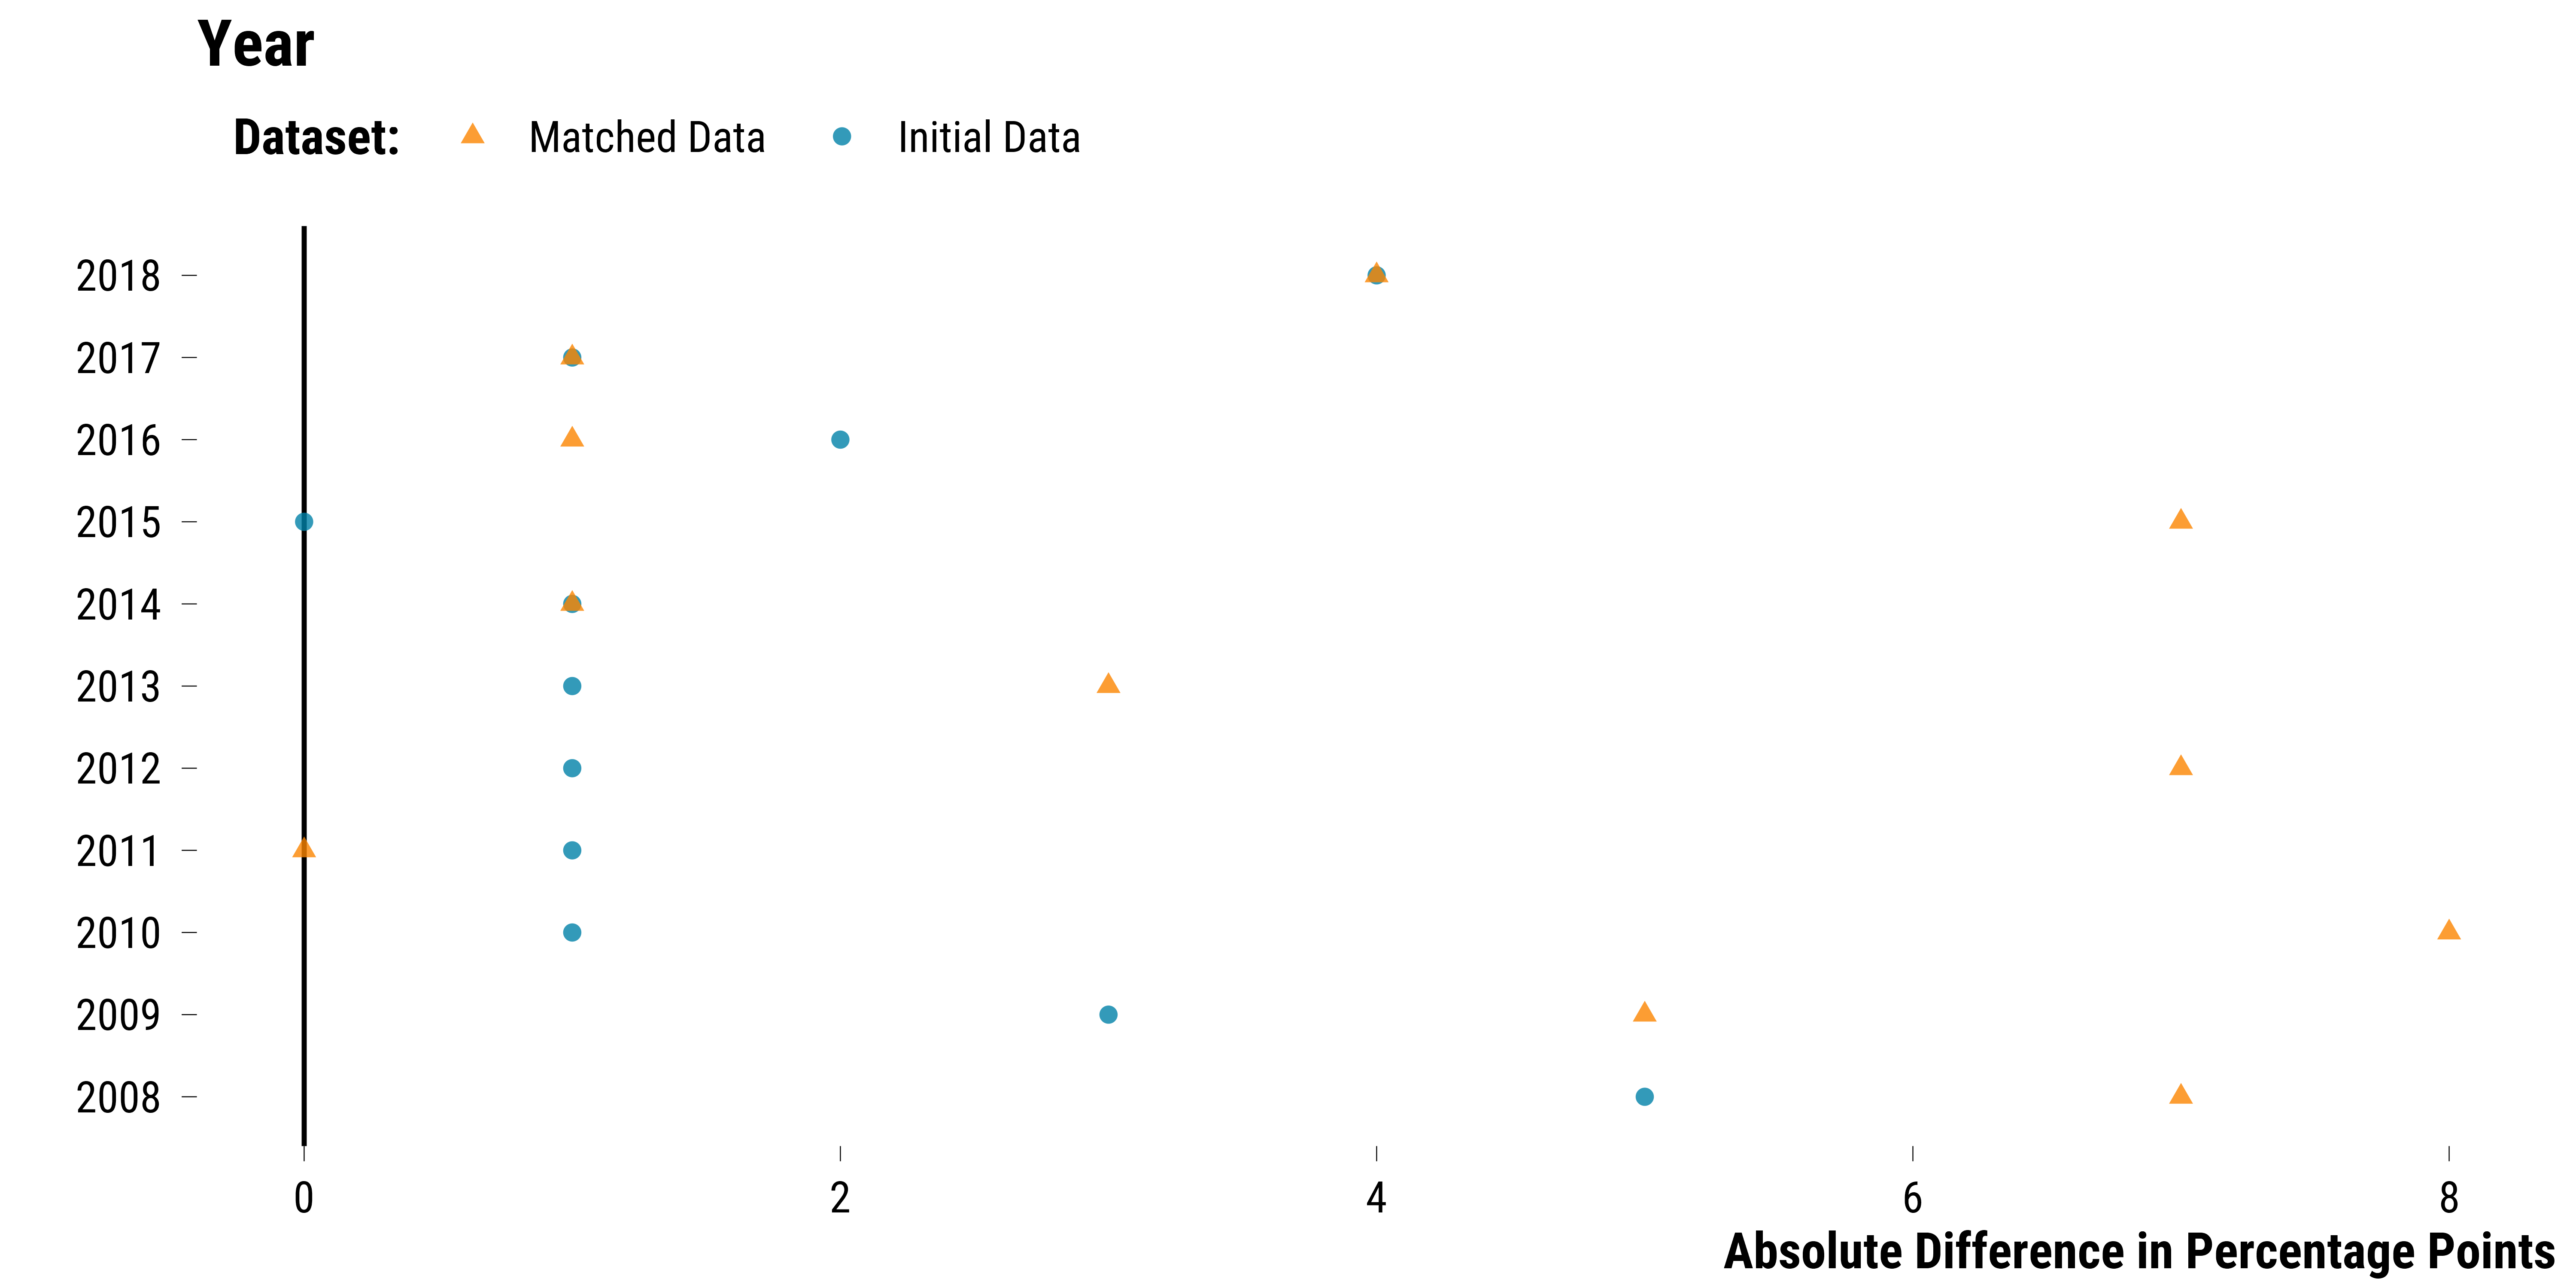 Year
Dataset: Matched Data Initial Data
2018
2017
2016
2015
2014
2013
2012
2011
2010
2009
2008
0 2 4 6 8
Absolute Difference in Percentage Points